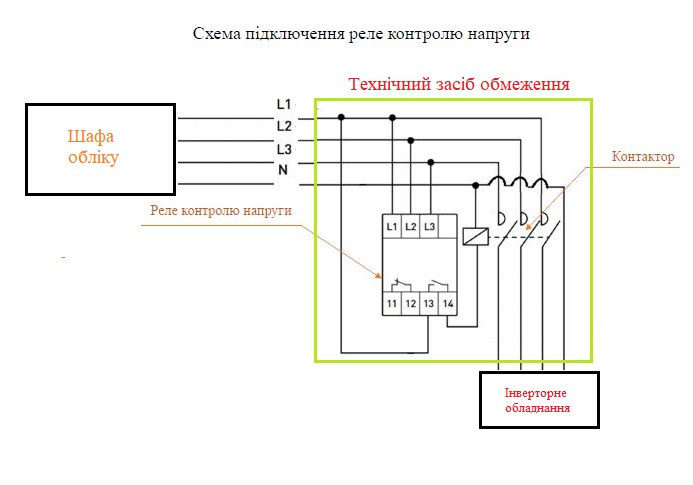 Схема підключення реле контролю напруги
Технічний засіб обмеження
L1
L2
L3
N
Шафа
обліку
Контактор
Реле контролю напруги
L1 L2 L3
11 12 13 14
Інверторне
обладнання